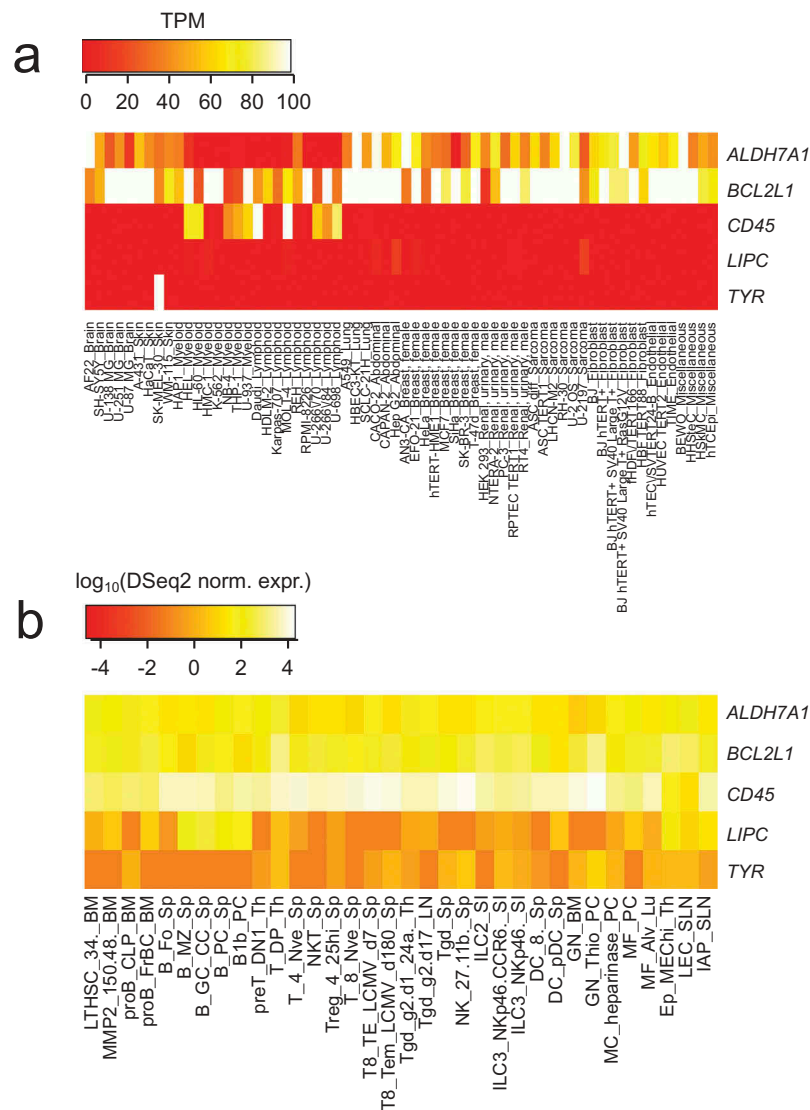 a
TPM
0 20 40 60 80 100
ALDH7A1
BCL2L1
CD45
LIPC
TYR
AF22_Brain
SH-SY5Y_Brain
U-138 MG_Brain
U-251 MG_Brain
U-87 MG_Brain
A-431_Skin
HaCaT_Skin
SK-MEL-30_Skin
WM-115_Skin
HAP1_Myeloid
HEL_Myeloid
HL-60_Myeloid
HMC-1_Myeloid
K-562_Myeloid
NB-4_Myeloid
THP-1_Myeloid
U-937_Myeloid
Daudi_Lymphoid
HDLM-2_Lymphoid
Karpas-707_Lymphoid
MOLT-4_Lymphoid
REH_Lymphoid
RPMI-8226_Lymphoid
U-266/70_Lymphoid
U-266/84_Lymphoid
U-698_Lymphoid
A549_Lung
HBEC3-KT_Lung
SCLC-21H_Lung
CACO-2_Abdominal
CAPAN-2_Abdominal
Hep G2_Abdominal
AN3-CA_Breast, female
EFO-21_Breast, female
HeLa_Breast, female
hTERT-HME1_Breast, female
MCF7_Breast, female
SiHa_Breast, female
SK-BR-3_Breast, female
T-47d_Breast, female
HEK 293_Renal, urinary, male
NTERA-2_Renal, urinary, male
PC-3_Renal, urinary, male
RPTEC TERT1_Renal, urinary, male
RT4_Renal, urinary, male
ASC diff_Sarcoma
ASC TERT1_Sarcoma
LHCN-M2_Sarcoma
RH-30_Sarcoma
U-2 OS_Sarcoma
U-2197_Sarcoma
BJ_Fibroblast
BJ hTERT+_Fibroblast
BJ hTERT+ SV40 Large T+_Fibroblast
BJ hTERT+ SV40 Large T+ RasG12V_Fibroblast
fHDF/TERT166_Fibroblast
HBF TERT88_Fibroblast
hTEC/SVTERT24-B_Endothelial
HUVEC TERT2_Endothelial
TIME_Endothelial
BEWO_Miscellaneous
HHSteC_Miscellaneous
HSkMC_Miscellaneous
hTCEpi_Miscellaneous
b
log10(DSeq2 norm. expr.)
-4 -2 0 2 4
ALDH7A1
BCL2L1
CD45
LIPC
TYR
LTHSC_34._BM
MMP2_150.48._BM
proB_CLP_BM
proB_FrBC_BM
B_Fo_Sp
B_MZ_Sp
B_GC_CC_Sp
B_PC_Sp
B1b_PC
preT_DN1_Th
T_DP_Th
T_4_Nve_Sp
NKT_Sp
Treg_4_25hi_Sp
T_8_Nve_Sp
T8_TE_LCMV_d7_Sp
T8_Tem_LCMV_d180_Sp
Tgd_g2.d1_24a._Th
Tgd_g2.d17_LN
Tgd_Sp
NK_27.11b._Sp
ILC2_SI
ILC3_NKp46.CCR6._SI
ILC3_NKp46._SI
DC_8._Sp
DC_pDC_Sp
GN_BM
GN_Thio_PC
MC_heparinase_PC
MF_PC
MF_Alv_Lu
Ep_MEChi_Th
LEC_SLN
IAP_SLN